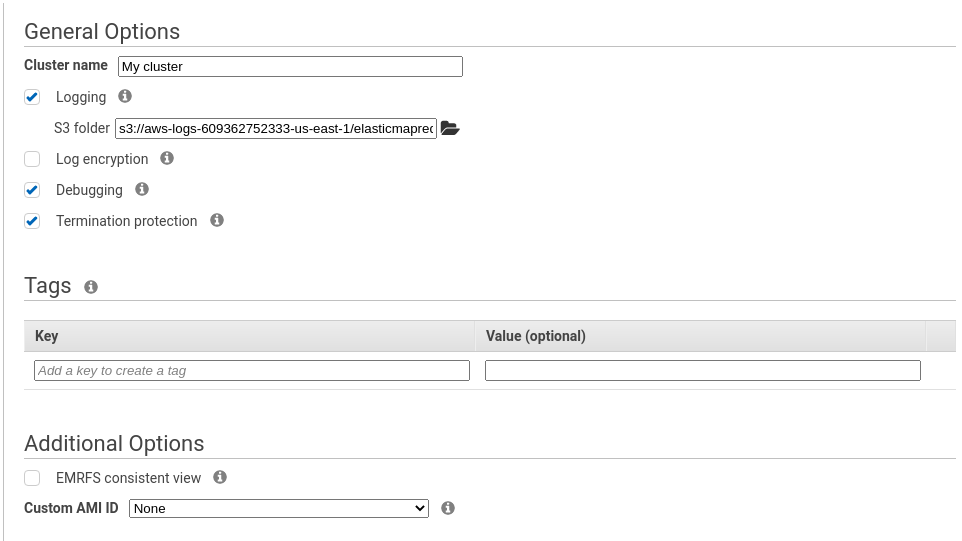 General Options
Cluster name My cluster
Logging
S3 folder s3://aws-logs-609362752333-us-east-1/elasticmapred
Log encryption
Debugging
Termination protection
Tags
Key Value (optional)
Add a key to create a tag
Additional Options
EMRFS consistent view
Custom AMI ID None